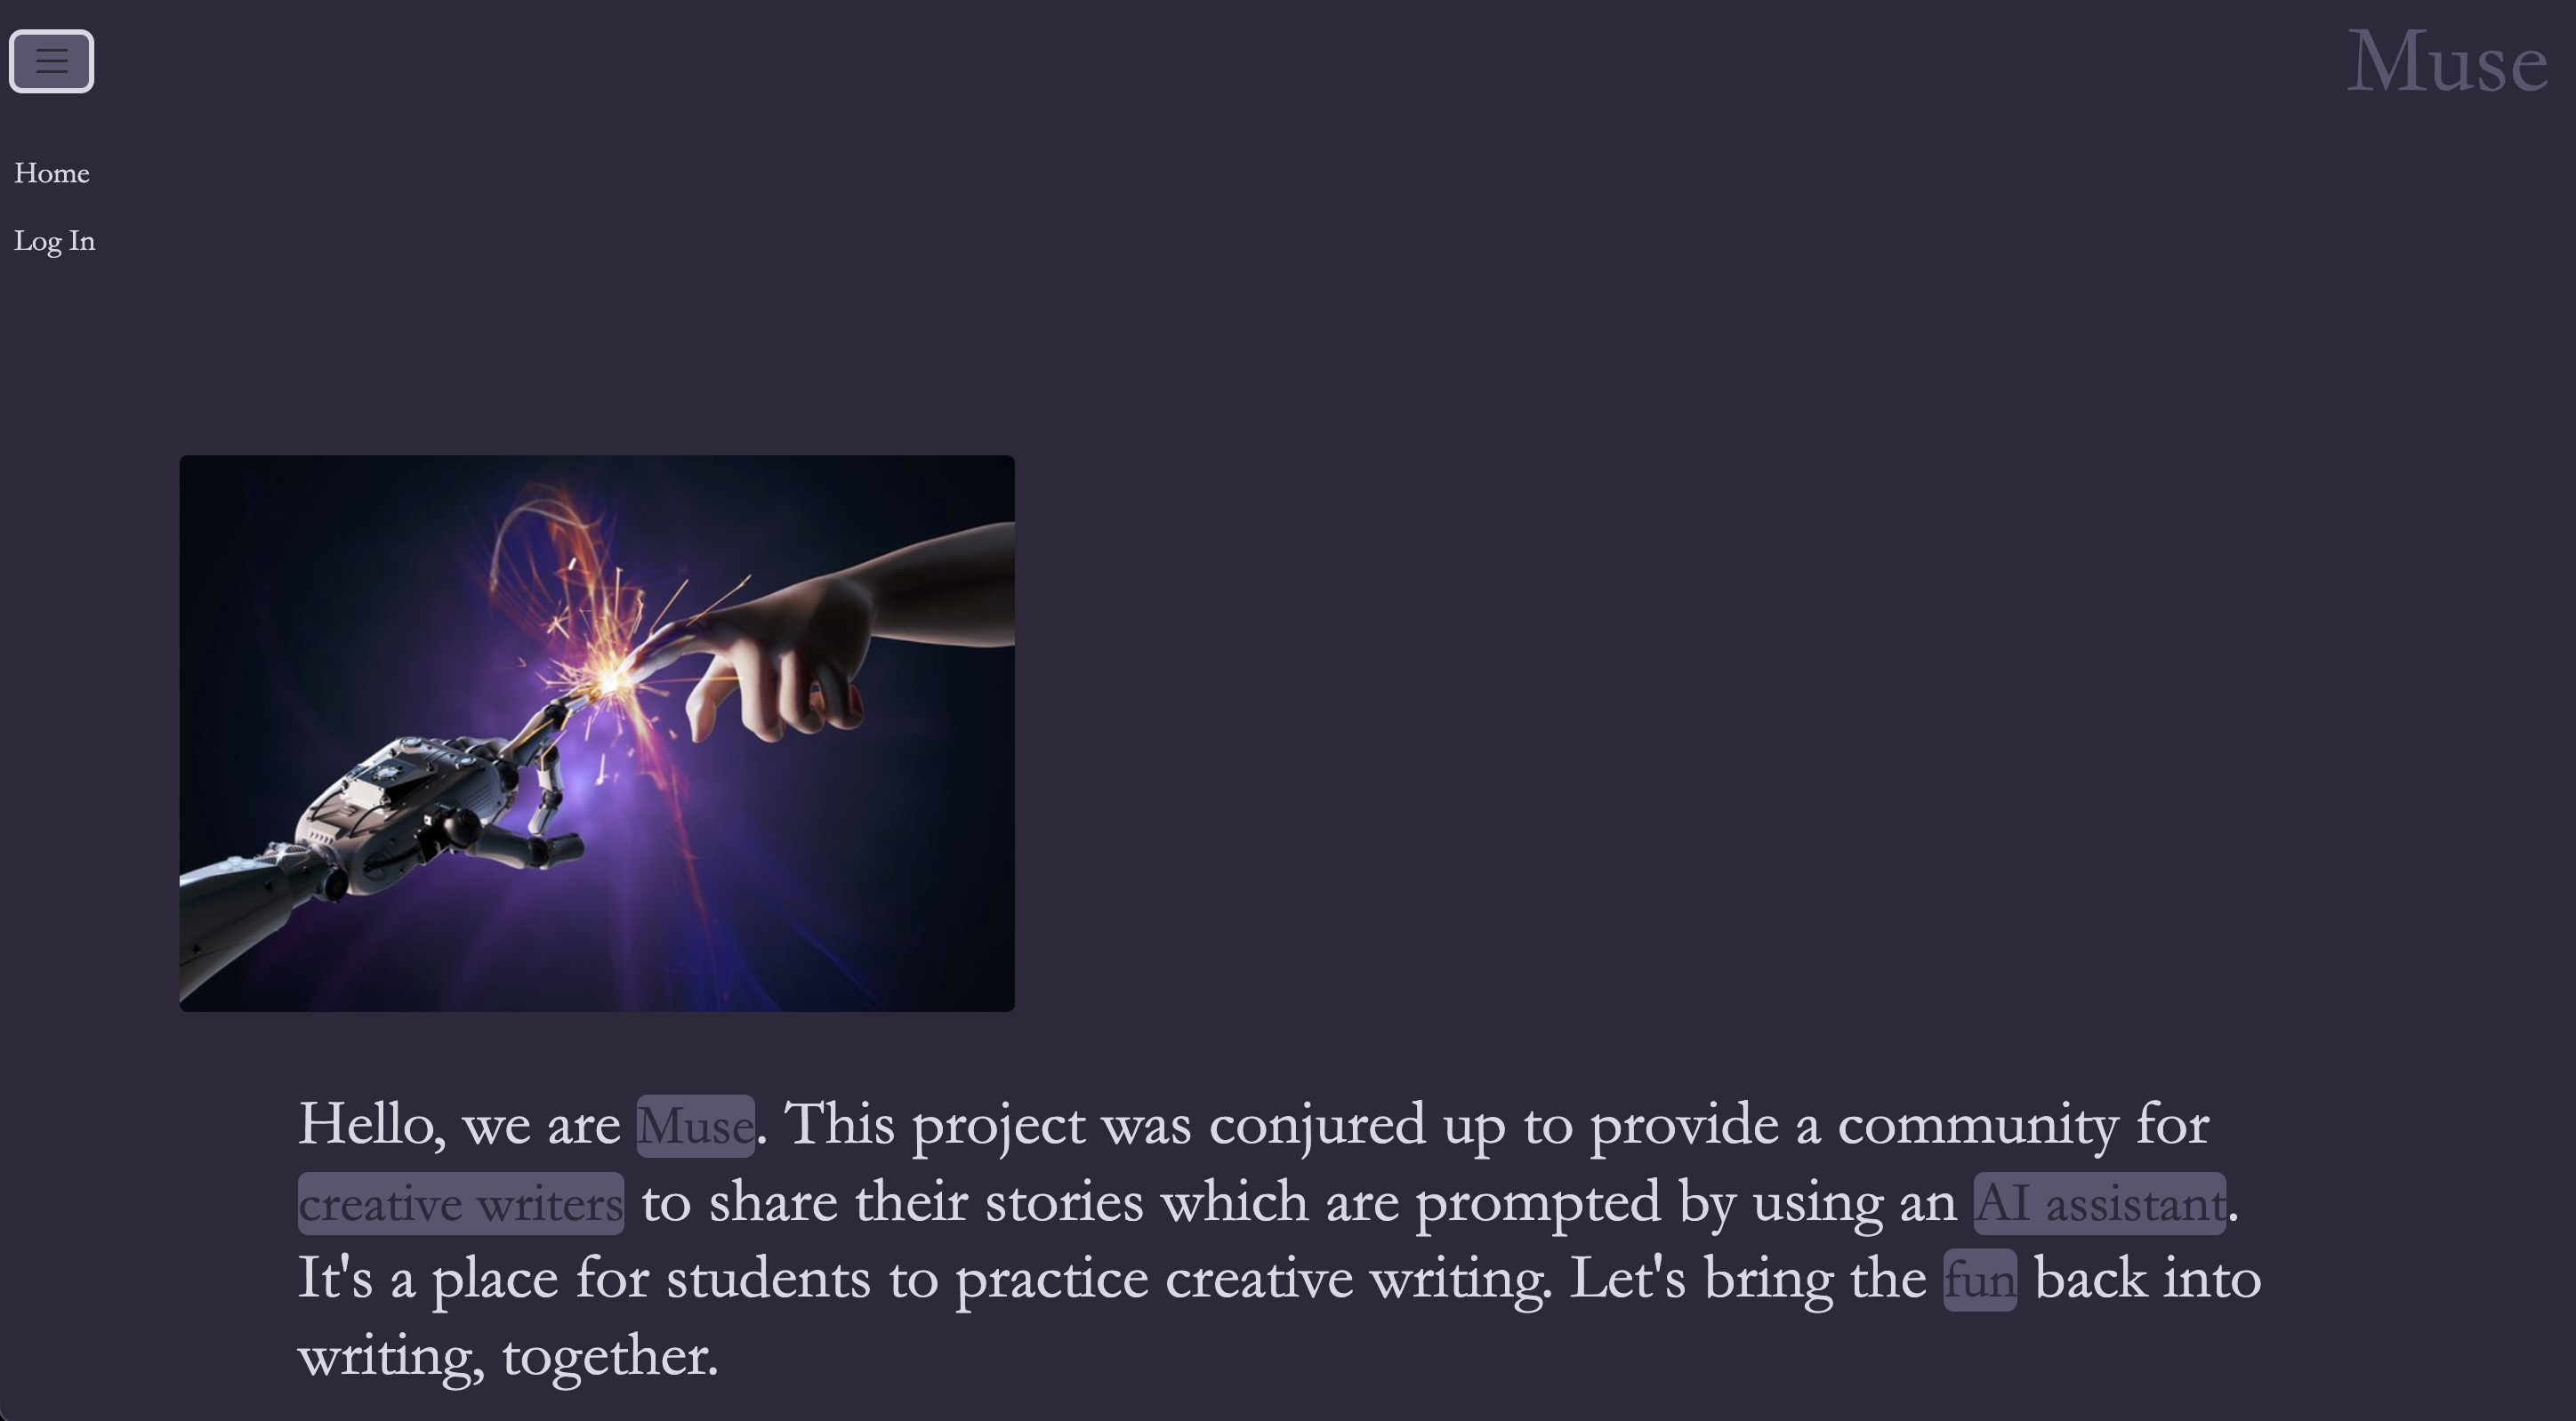 Muse
Home
Log In
Hello, we are Muse. This project was conjured up to provide a community for
creative writers to share their stories which are prompted by using an AI assistant.
It's a place for students to practice creative writing. Let's bring the fun back into
writing, together.